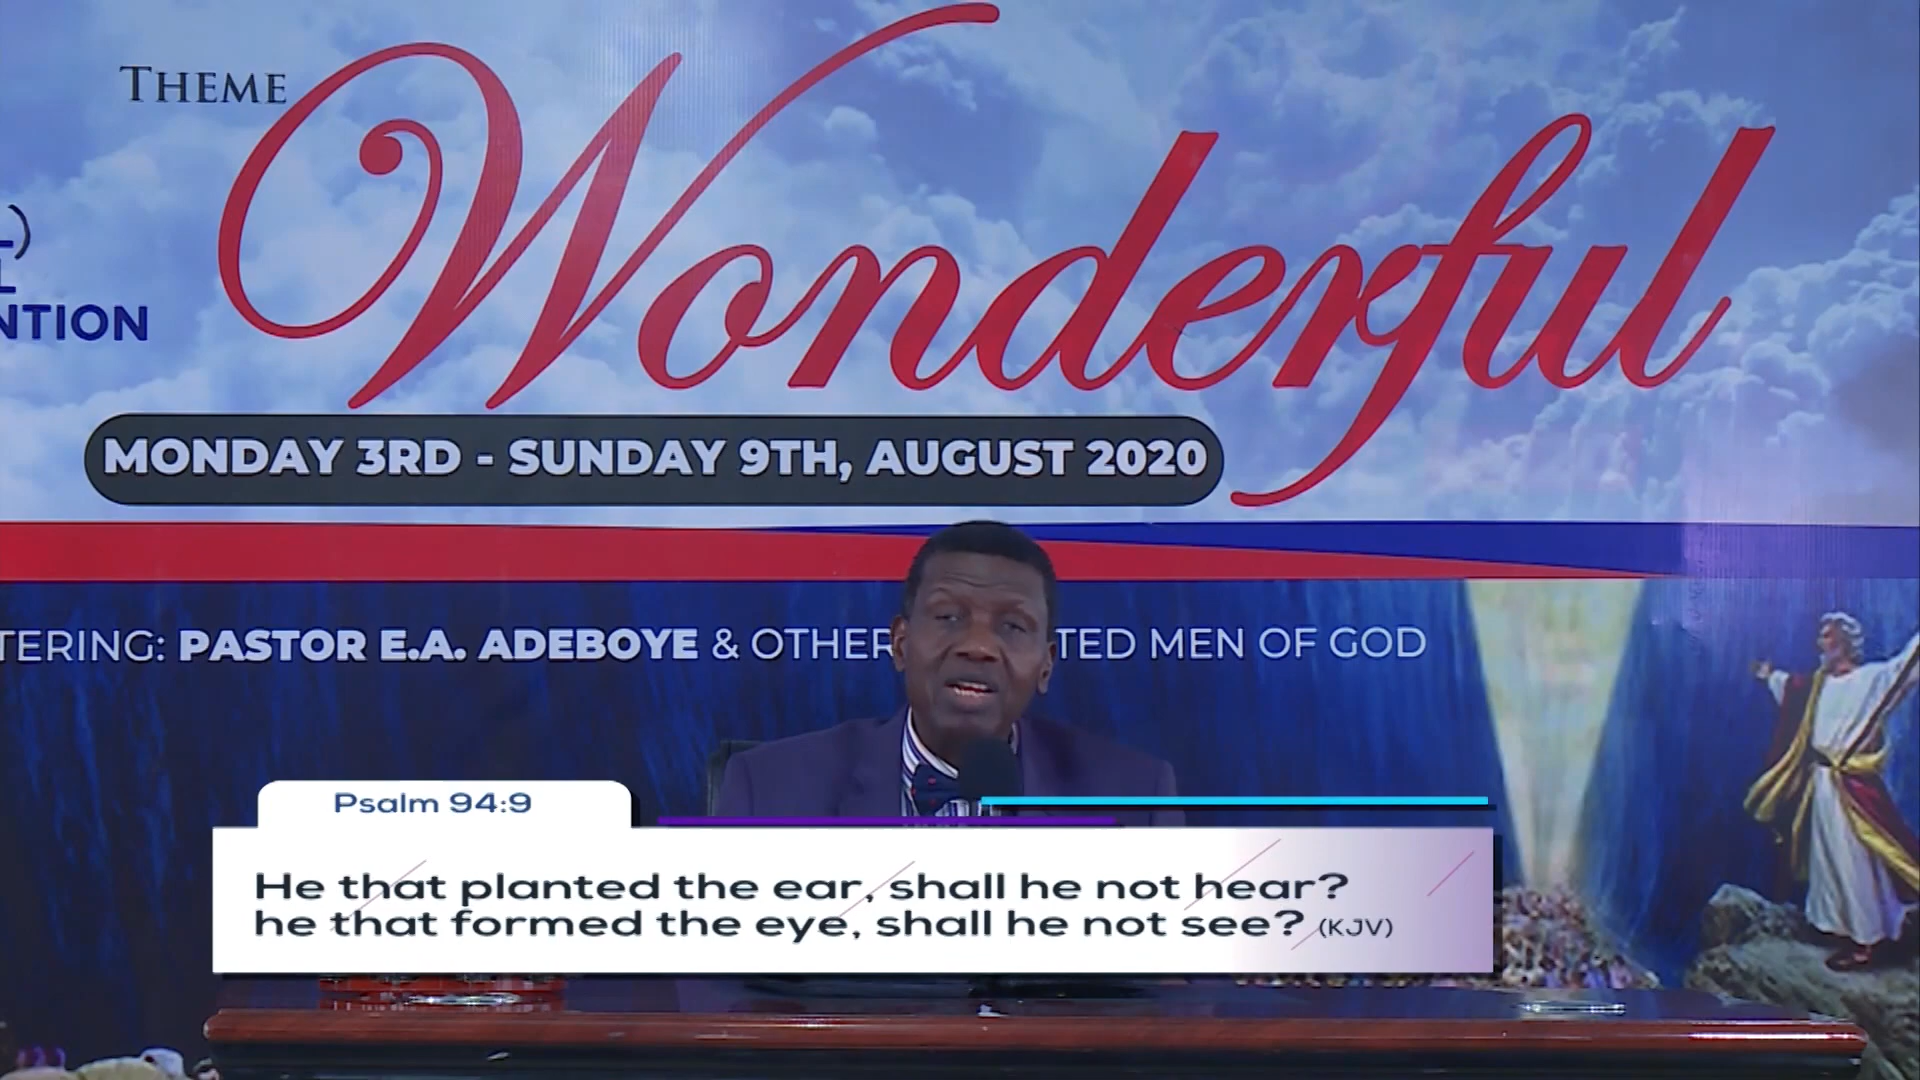 THEME
Wonderful
L
NTION
MONDAY 3RD - SUNDAY 9TH, AUGUST 2020
TERING: PASTOR E.A. ADEBOYE & OTHER TED MEN OF GOD
Psalm 94:9
He that planted the ear, shall he not hear?
he that formed the eye, shall he not see? (KJV)